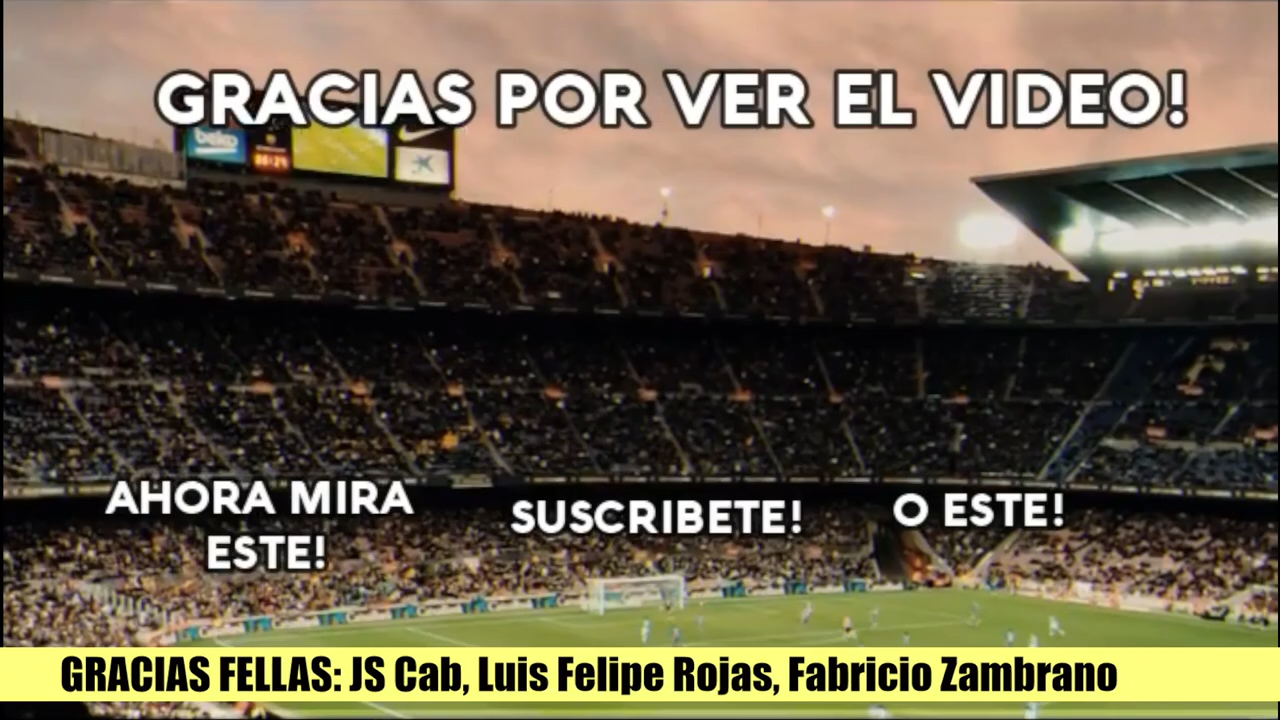 GRACIAS POR VER EL VIDEO!
beko
AHORA MIRA
ESTE!
SUSCRIBETE!
O ESTE!
GRACIAS FELLAS: JS Cab, Luis Felipe Rojas, Fabricio Zambrano